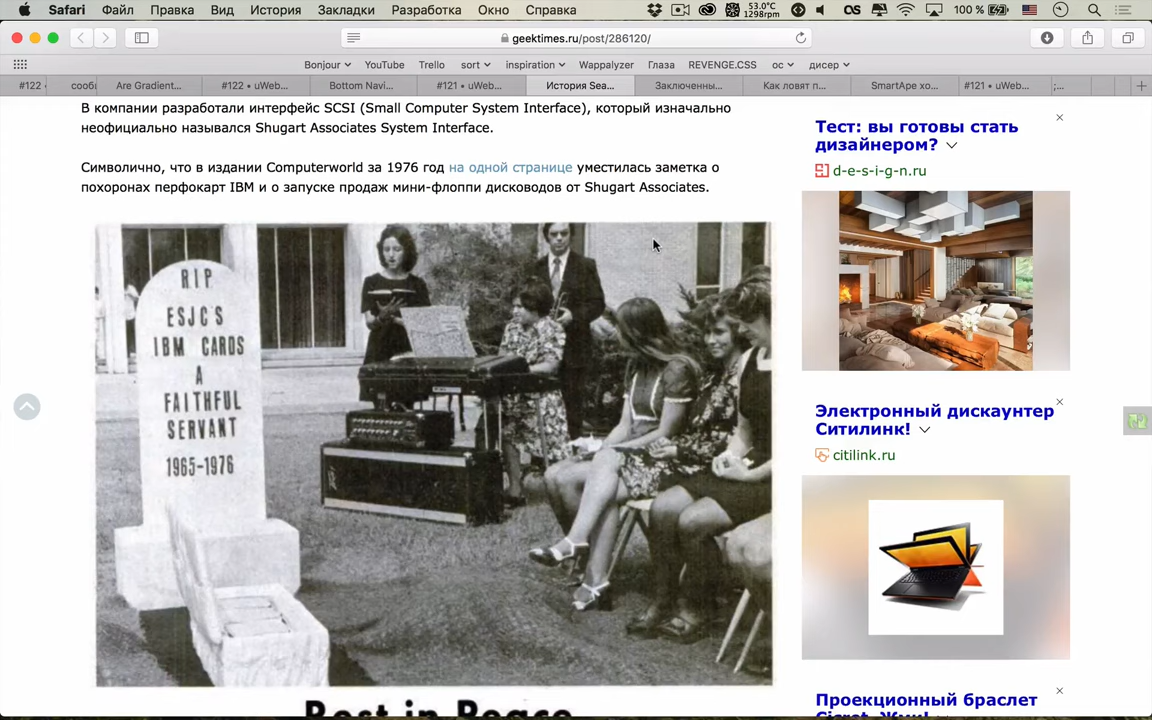 Safari Файл Правка Вид История Закладки Разработка Окно Справка 53.0°C 1298rpm 100 %
geektimes.ru/post/286120/
Bonjour YouTube Trello sort inspiration Wappalyzer Глаза REVENGE.CSS ос дисер
#122 сооб Are Gradient... #122 • uWeb... Bottom Navi... #121 • uWeb... История Sea... Заключенны... Как ловят п... SmartApe хо... #121 • uWeb... ;...
В компании разработали интерфейс SCSI (Small Computer System Interface), который изначально
неофициально назывался Shugart Associates System Interface.
Символично, что в издании Computerworld за 1976 год на одной странице уместилась заметка о
похоронах перфокарт IBM и о запуске продаж мини-флоппи дисководов от Shugart Associates.
RIP
ESJC'S
IBM CARDS
A
FAITHFUL
SERVANT
1965-1976
Rest in Peace
Тест: вы готовы стать
дизайнером?
d-e-s-i-g-n.ru
Электронный дискаунтер
Ситилинк!
citilink.ru
Проекционный браслет